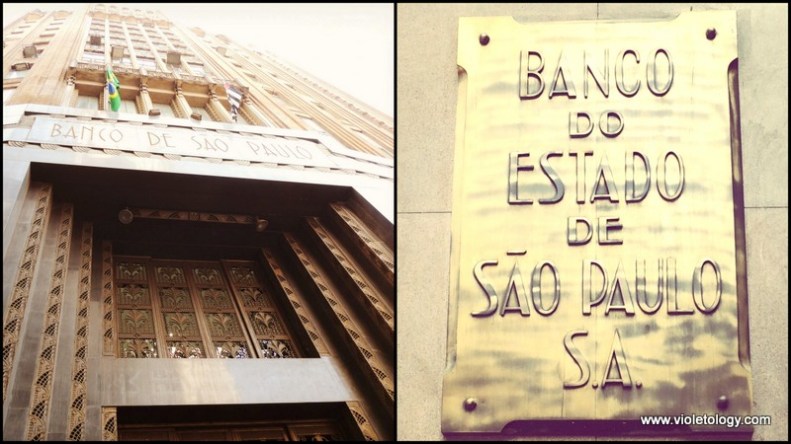 BANCO DE SÃO PAULO
BANCO
DO
ESTADO
DE
SÃO PAULO
S.A.
www.violetology.com